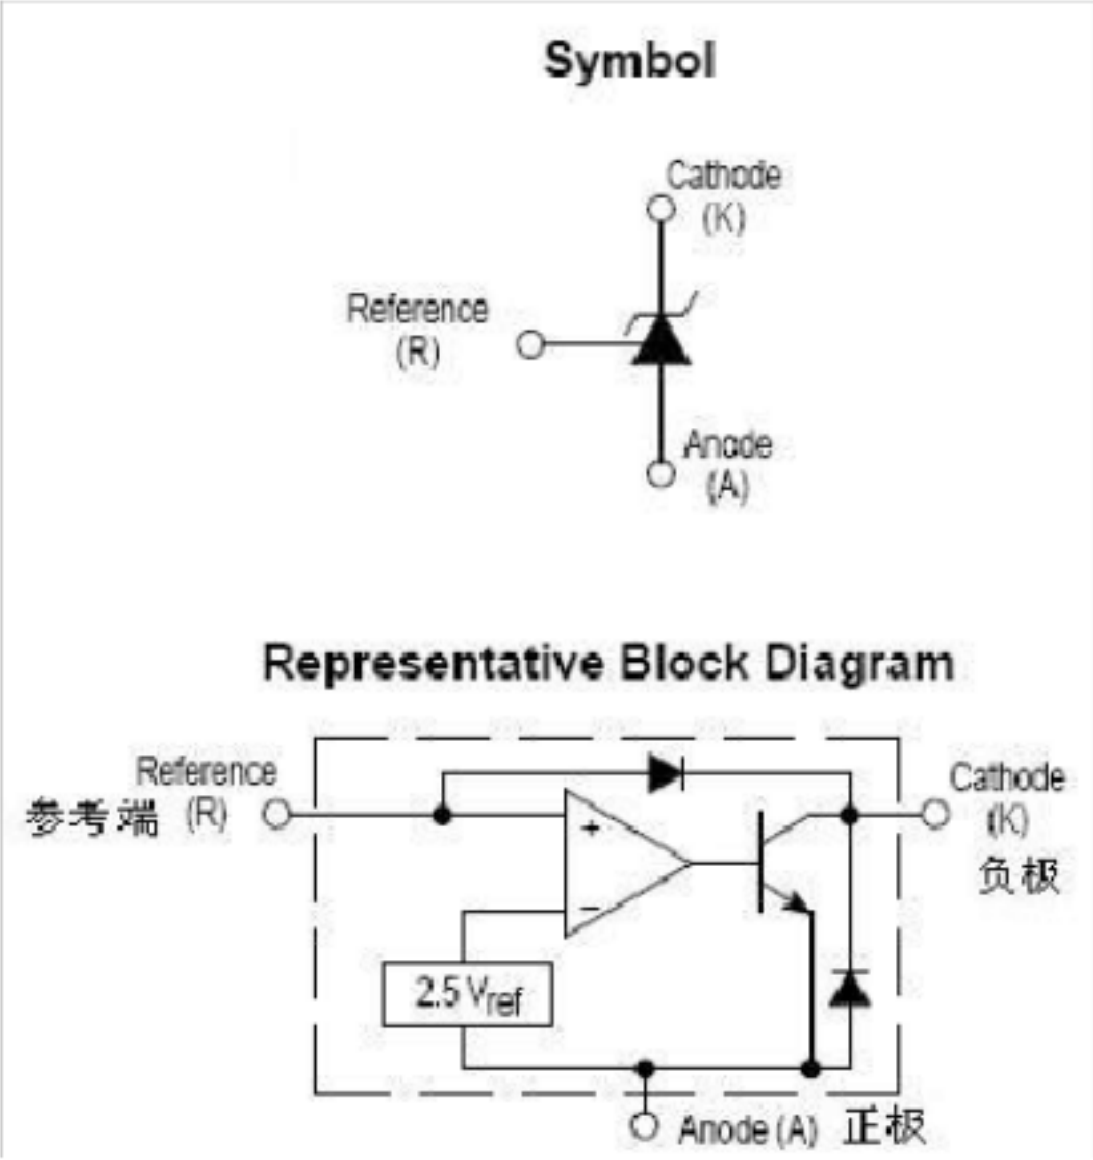 Symbol
Cathode
(K)
Reference
(R)
Anode
(A)
Representative Block Diagram
Reference
参考端 (R)
Cathode
(K)
负极
+
−
2.5 Vref
Anode (A) 正极